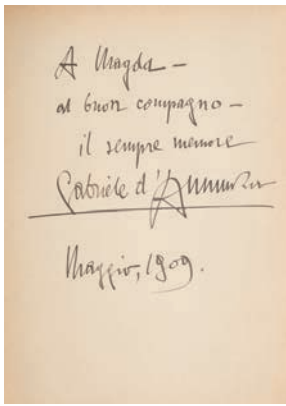 A Magda –
al buon compagno –
il sempre memore
Gabriele d'Annunzio
Maggio, 1909.